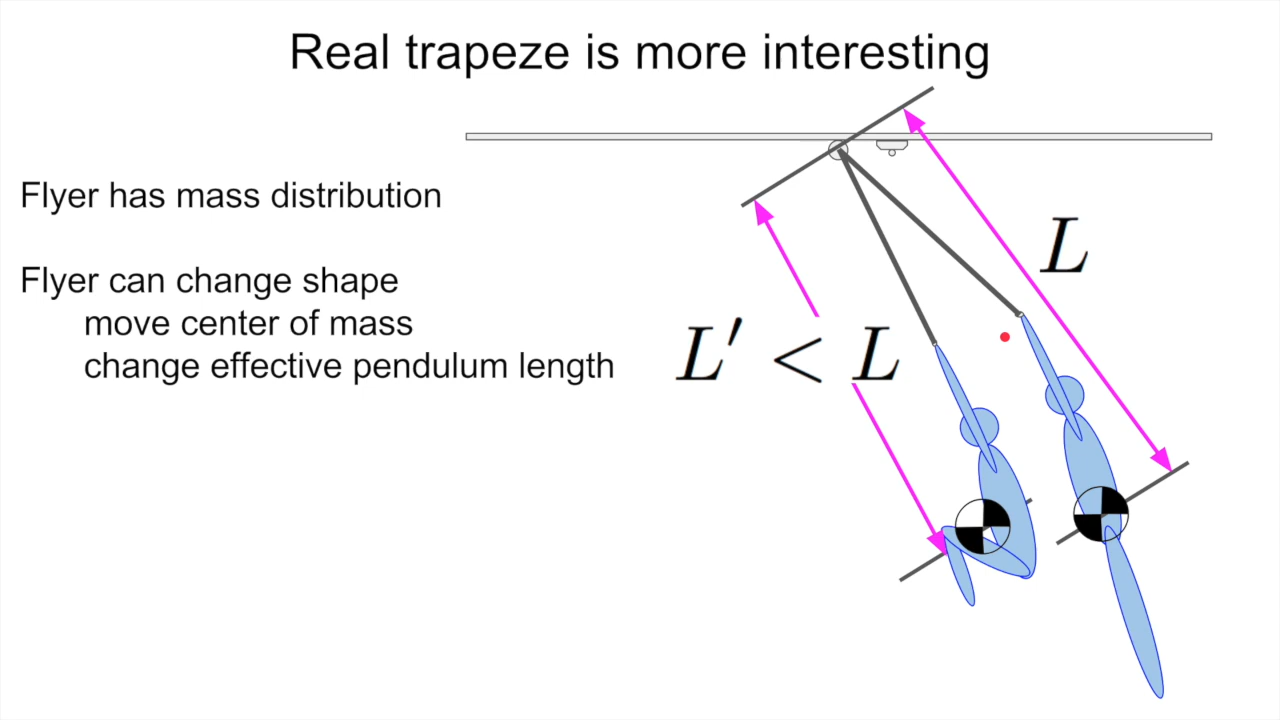 Real trapeze is more interesting
Flyer has mass distribution
Flyer can change shape
move center of mass
change effective pendulum length
L
L′ < L